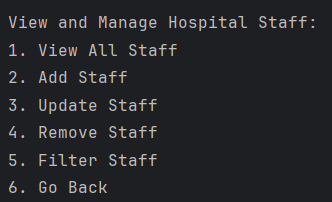 View and Manage Hospital Staff:
1. View All Staff
2. Add Staff
3. Update Staff
4. Remove Staff
5. Filter Staff
6. Go Back